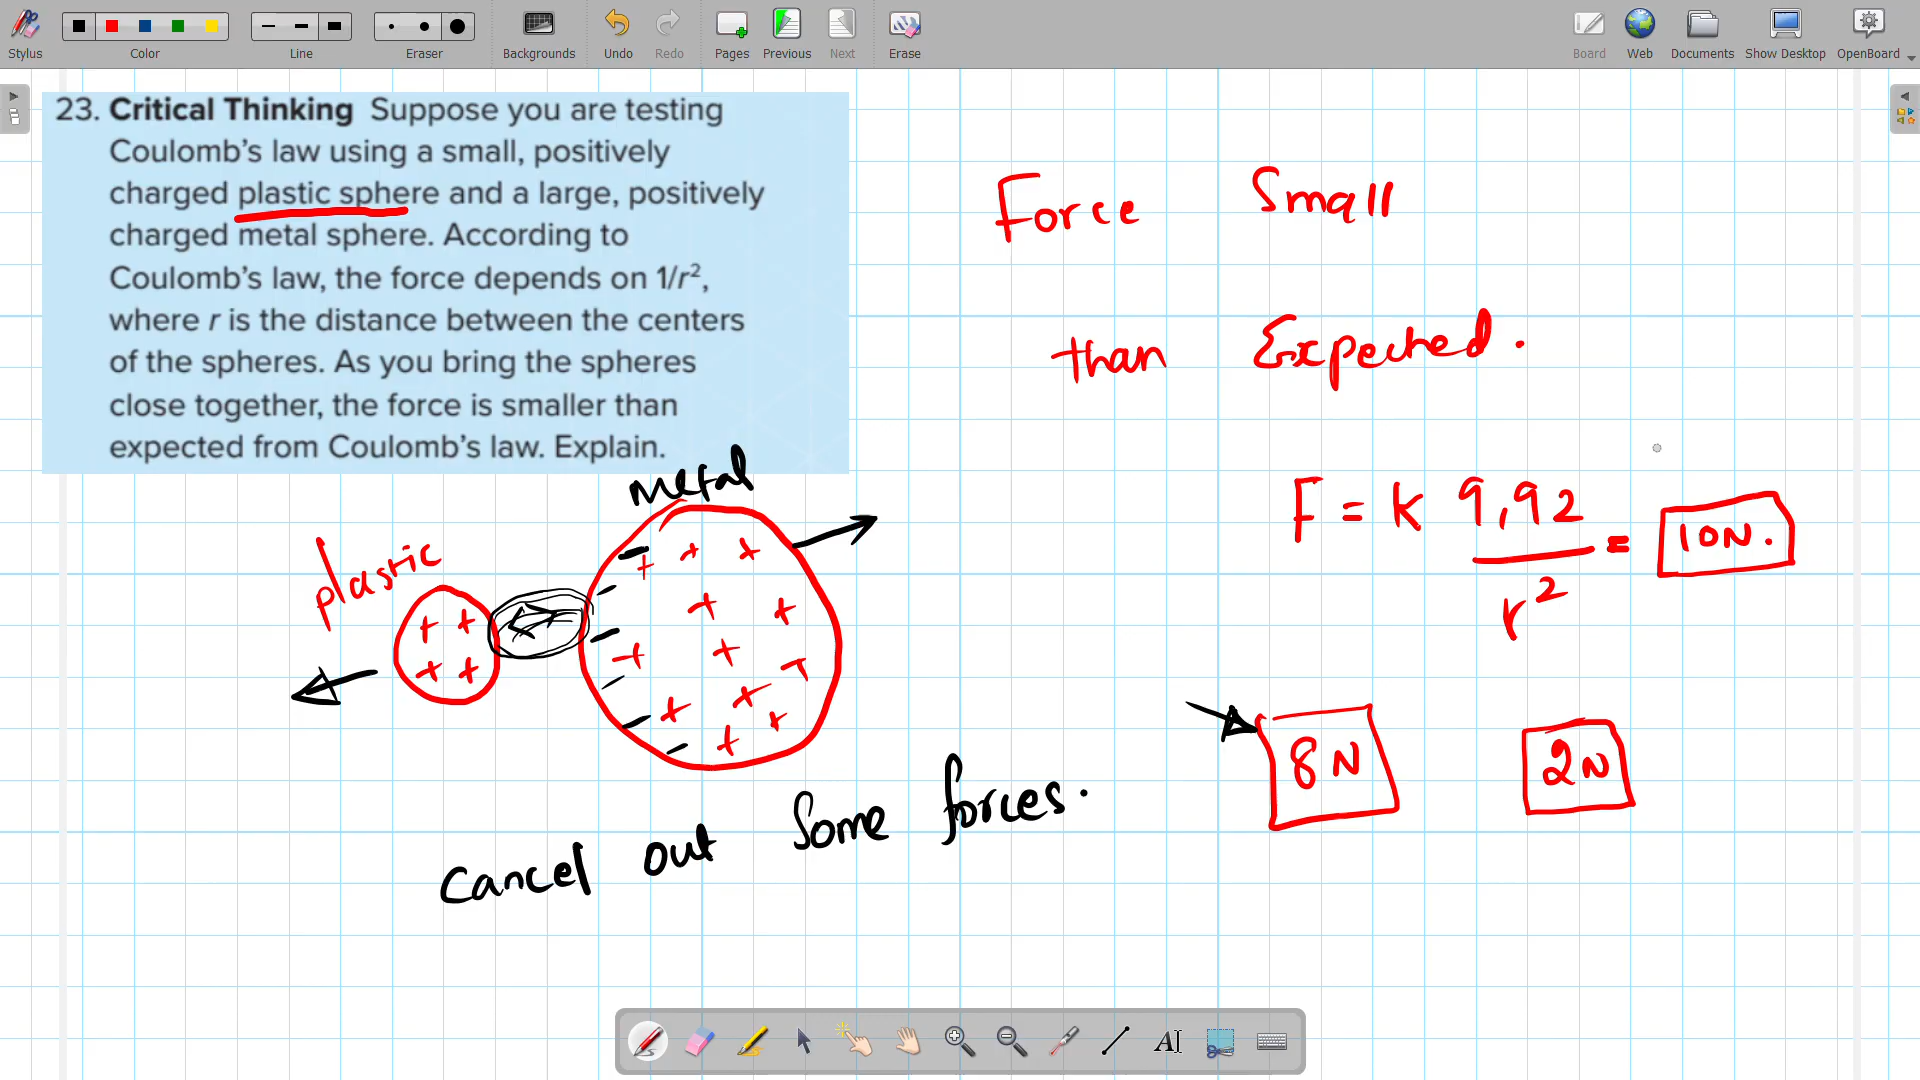 Stylus
Color
Line
Eraser
Backgrounds
Undo
Redo
Pages
Previous
Next
Erase
Board
Web
Documents
Show Desktop
OpenBoard
23. Critical Thinking Suppose you are testing
Coulomb's law using a small, positively
charged plastic sphere and a large, positively
charged metal sphere. According to
Coulomb's law, the force depends on 1/r²,
where r is the distance between the centers
of the spheres. As you bring the spheres
close together, the force is smaller than
expected from Coulomb's law. Explain.
Force Small
than Expected.
F = K q₁q₂ / r² = 10N.
8N 2N
metal
plastic
+ + +
+ + + +
+ + + + +
+ + + + +
cancel out some forces.
AI